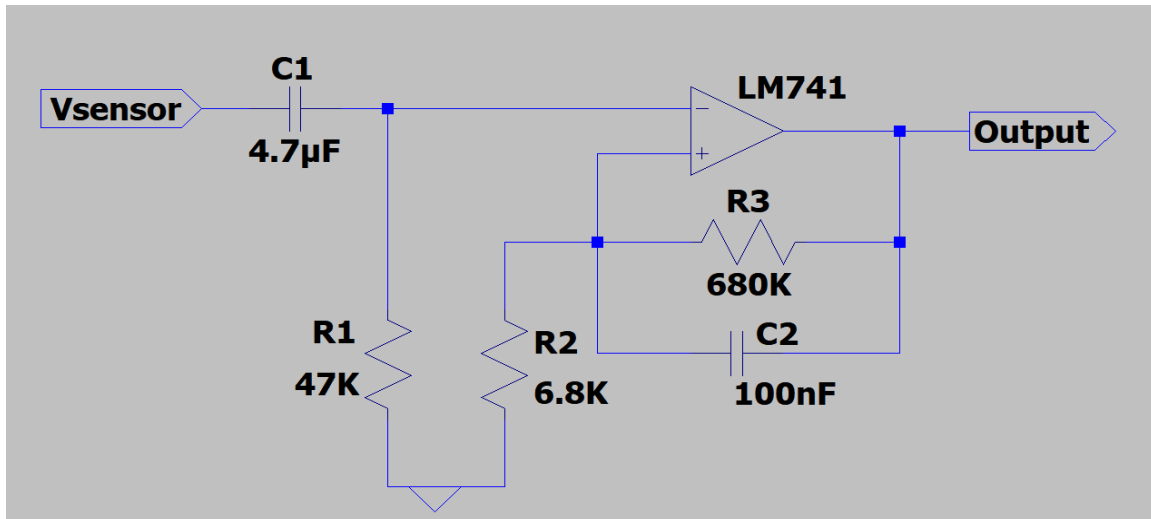 C1
Vsensor
4.7µF
LM741
−
+
Output
R3
680K
R1
47K
R2
6.8K
C2
100nF